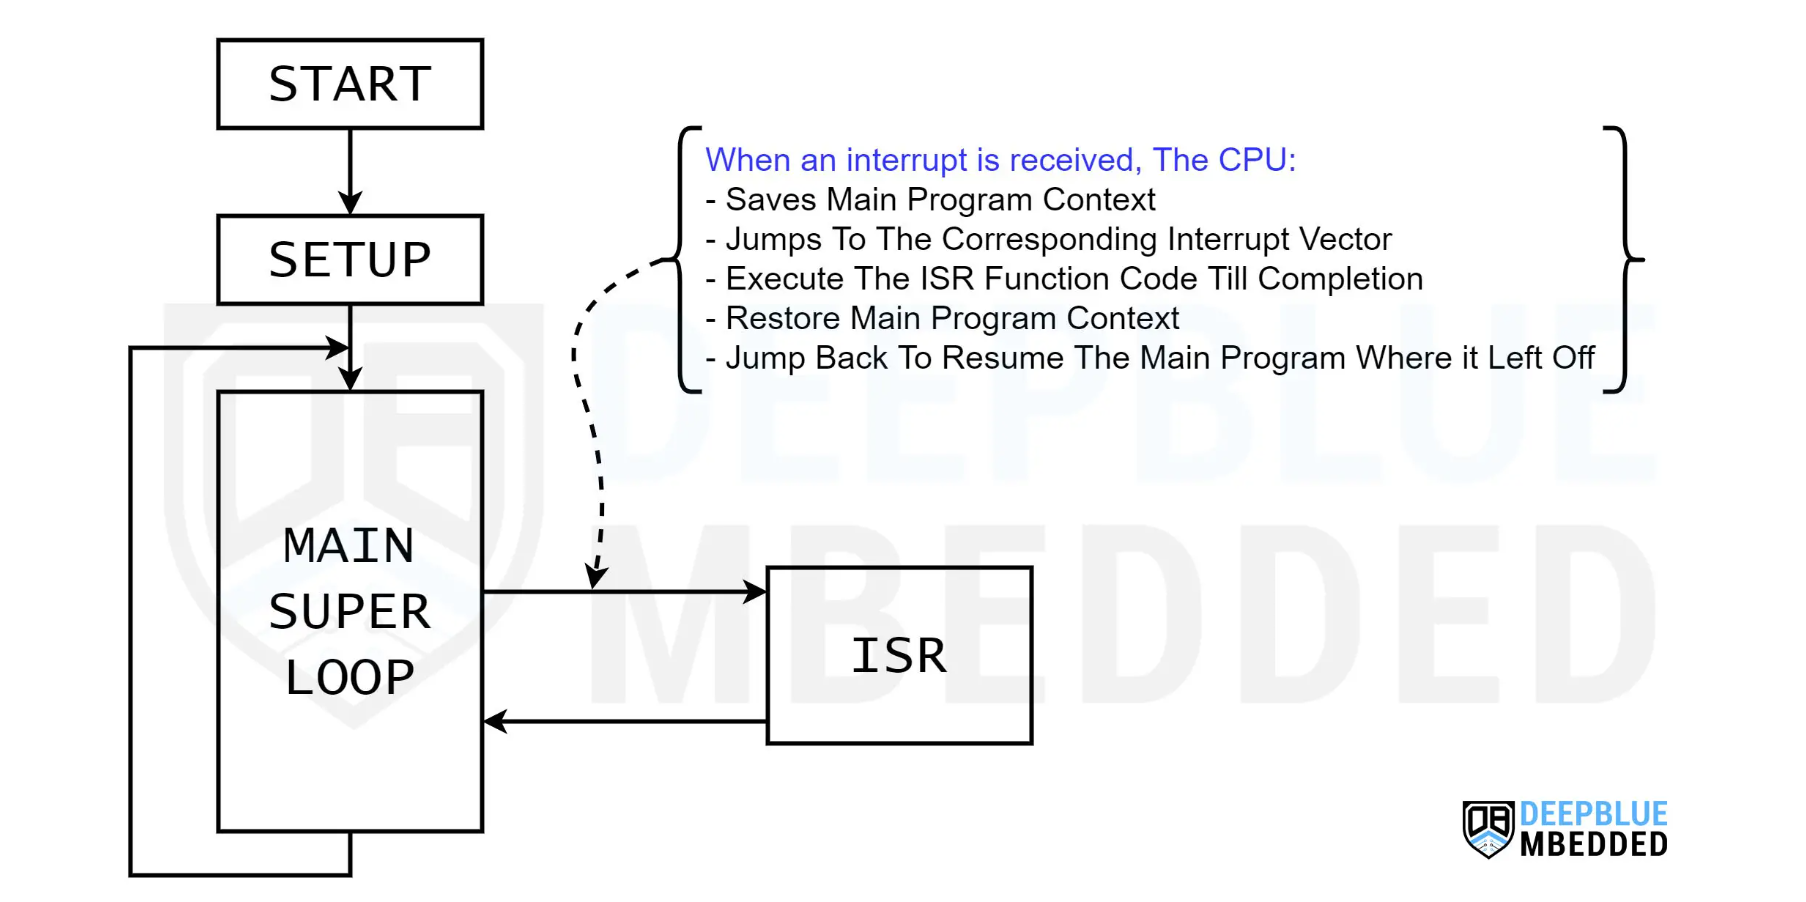 START
SETUP
When an interrupt is received, The CPU:
- Saves Main Program Context
- Jumps To The Corresponding Interrupt Vector
- Execute The ISR Function Code Till Completion
- Restore Main Program Context
- Jump Back To Resume The Main Program Where it Left Off
MAIN
SUPER
LOOP
ISR
DEEPBLUE
MBEDDED
DEEPBLUE
MBEDDED